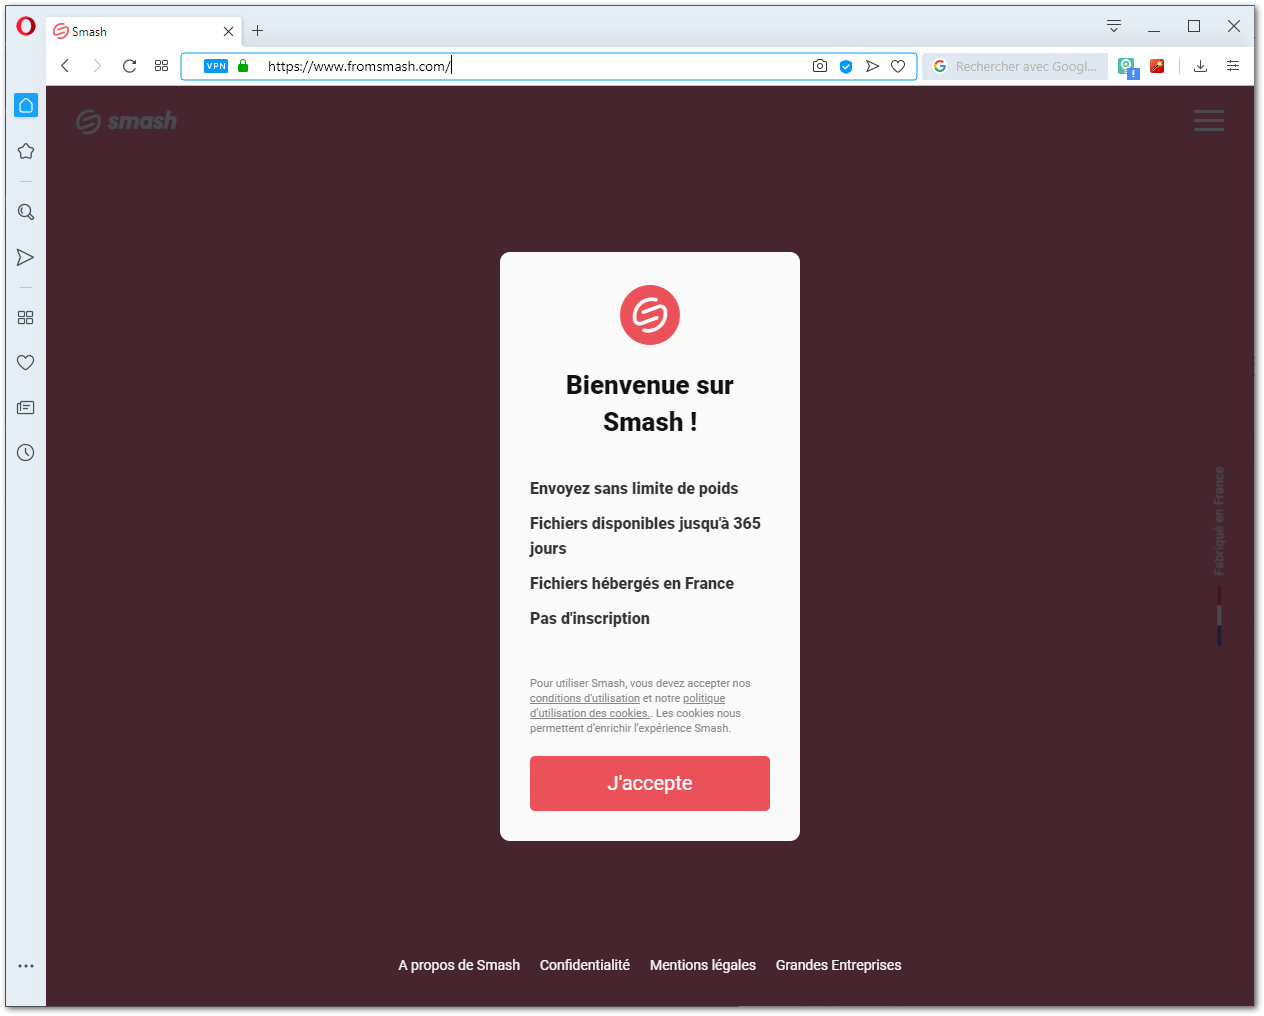 Smash
VPN
https://www.fromsmash.com/
Rechercher avec Googl...
smash
Bienvenue sur
Smash !
Envoyez sans limite de poids
Fichiers disponibles jusqu'à 365
jours
Fichiers hébergés en France
Pas d'inscription
Pour utiliser Smash, vous devez accepter nos
conditions d'utilisation et notre politique
d'utilisation des cookies.. Les cookies nous
permettent d'enrichir l'expérience Smash.
J'accepte
Fabriqué en France
A propos de Smash Confidentialité Mentions légales Grandes Entreprises